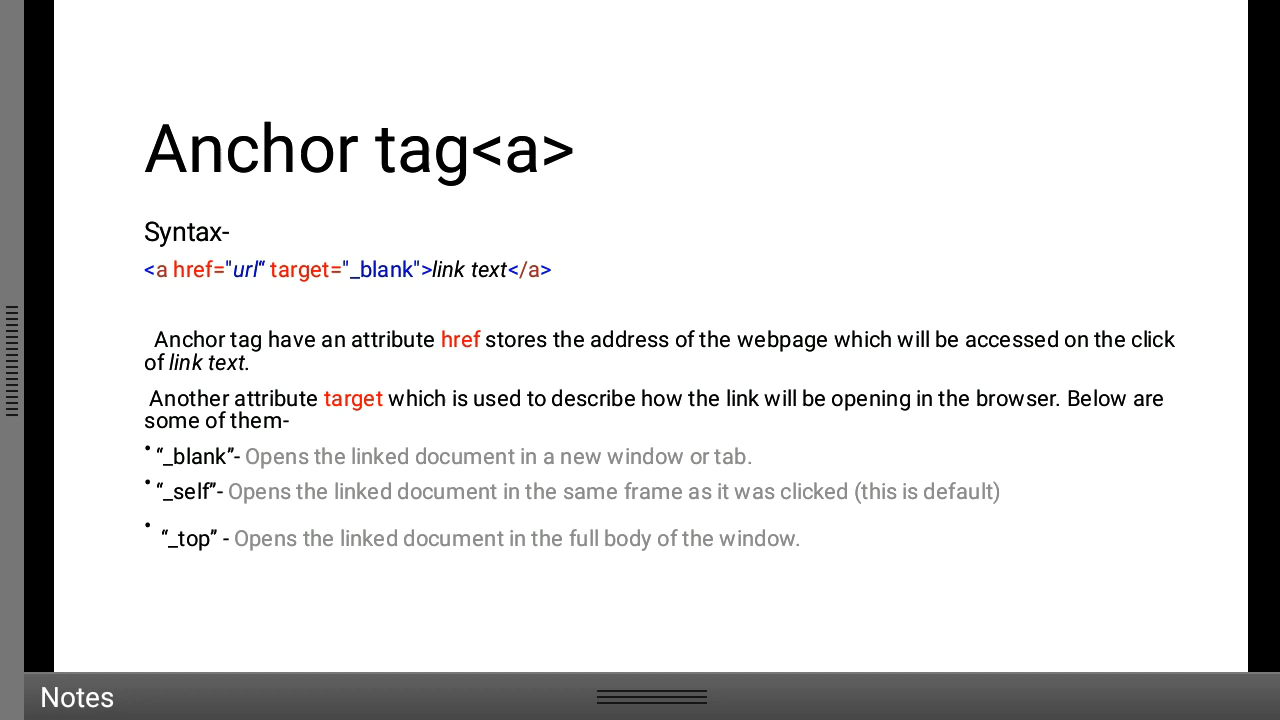 Anchor tag<a>
Syntax-
<a href="url“ target="_blank">link text</a>
Anchor tag have an attribute href stores the address of the webpage which will be accessed on the click
of link text.
Another attribute target which is used to describe how the link will be opening in the browser. Below are
some of them-
• “_blank”- Opens the linked document in a new window or tab.
• “_self”- Opens the linked document in the same frame as it was clicked (this is default)
• “_top” - Opens the linked document in the full body of the window.
Notes